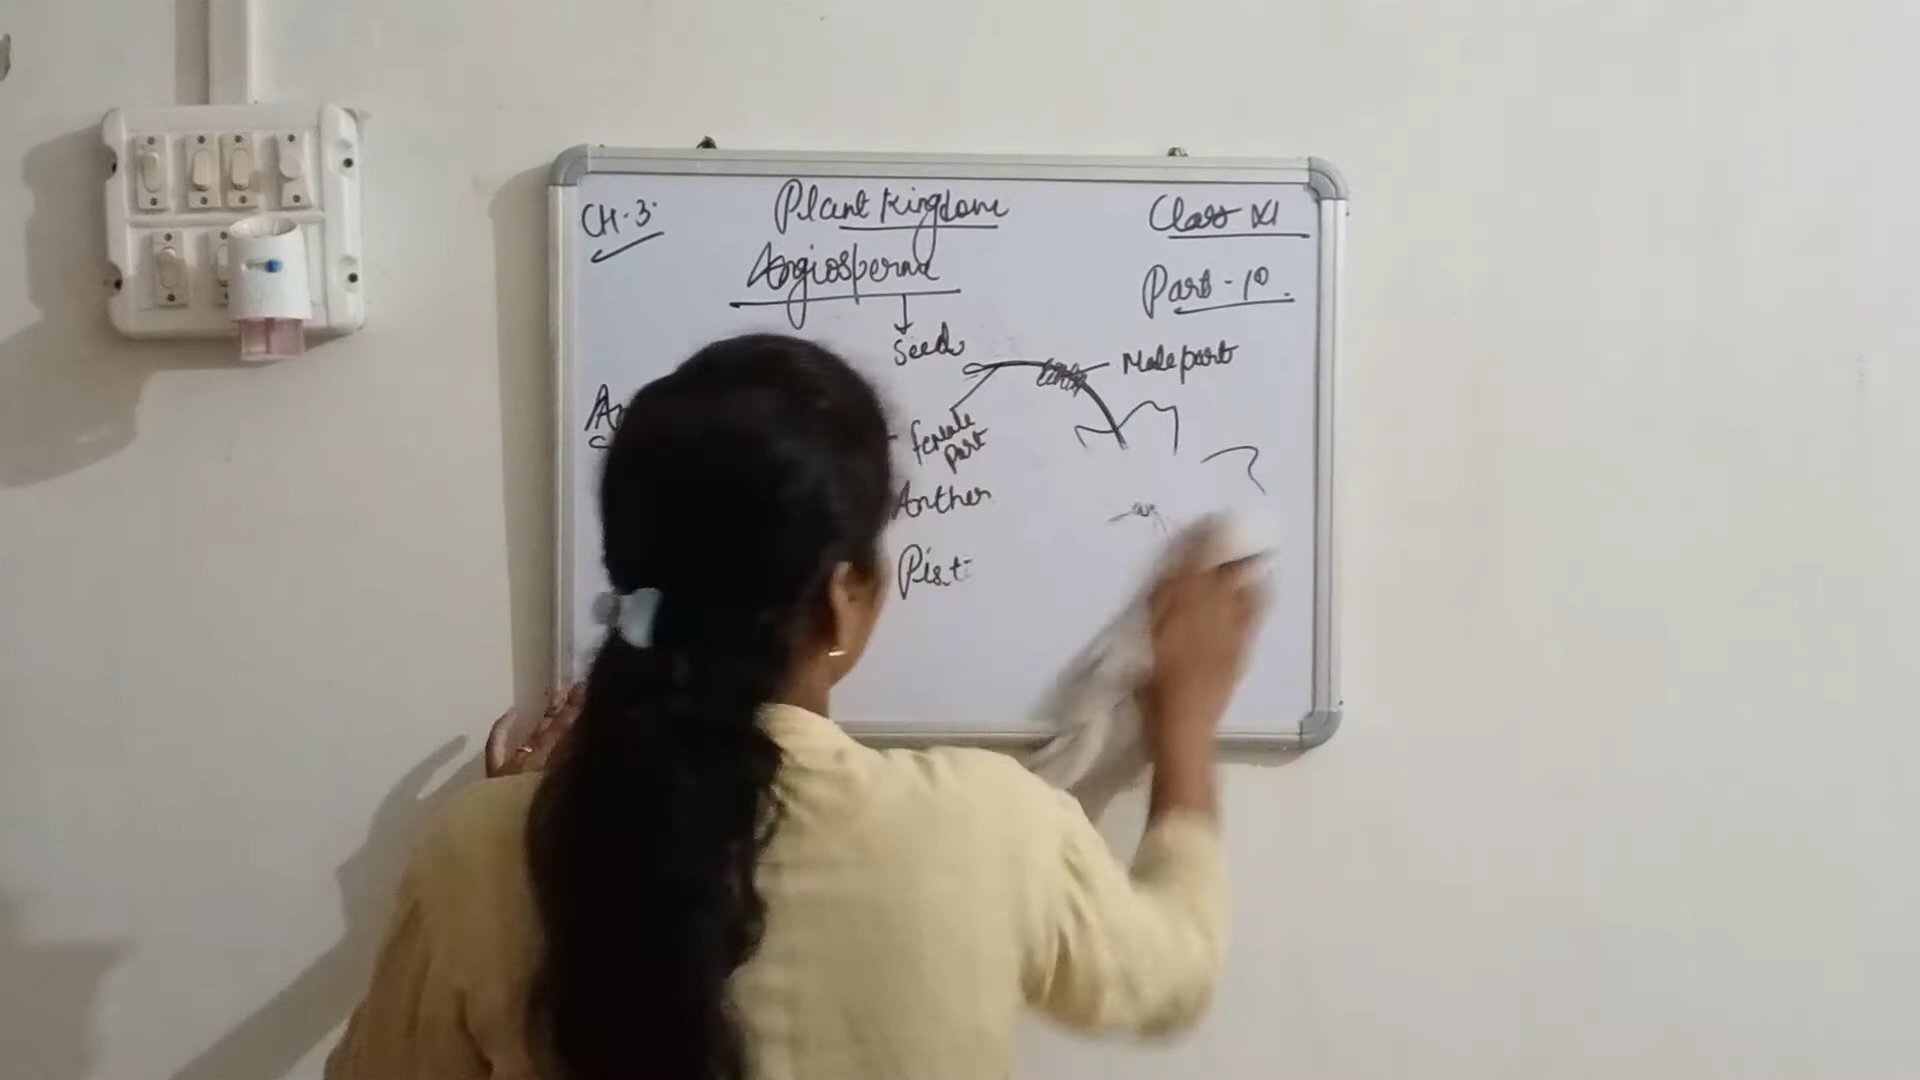 CH-3.
Plant Kingdom
Class XI
Angiosperm
Part-10.
Seeds
Male part
female
part
Anther
Pist